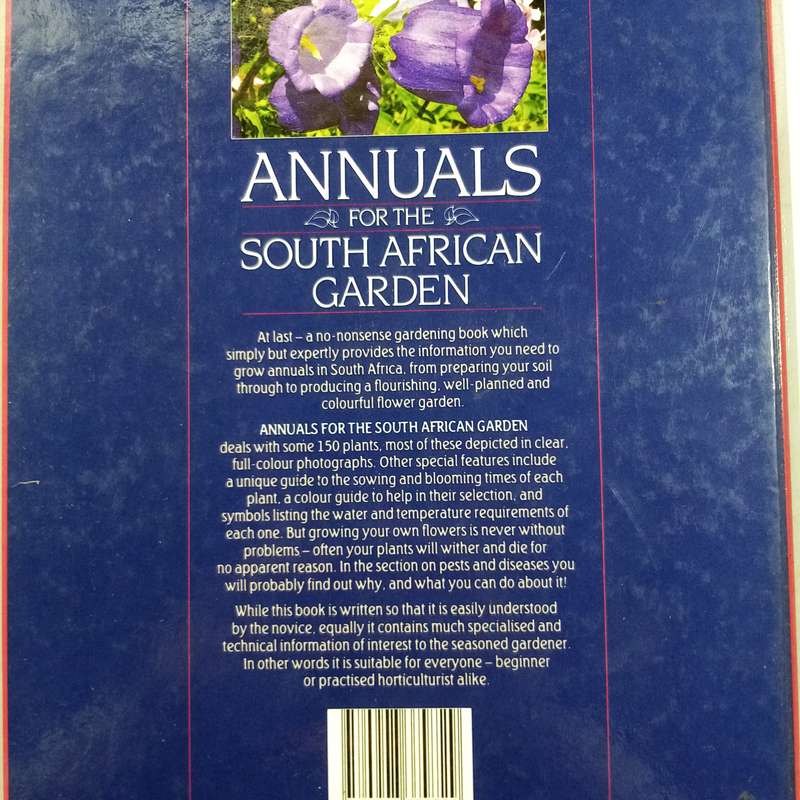 ANNUALS
FOR THE
SOUTH AFRICAN
GARDEN
At last – a no-nonsense gardening book which
simply but expertly provides the information you need to
grow annuals in South Africa, from preparing your soil
through to producing a flourishing, well-planned and
colourful flower garden.
ANNUALS FOR THE SOUTH AFRICAN GARDEN
deals with some 150 plants, most of these depicted in clear,
full-colour photographs. Other special features include
a unique guide to the sowing and blooming times of each
plant, a colour guide to help in their selection, and
symbols listing the water and temperature requirements of
each one. But growing your own flowers is never without
problems – often your plants will wither and die for
no apparent reason. In the section on pests and diseases you
will probably find out why, and what you can do about it!
While this book is written so that it is easily understood
by the novice, equally it contains much specialised and
technical information of interest to the seasoned gardener.
In other words it is suitable for everyone – beginner
or practised horticulturist alike.